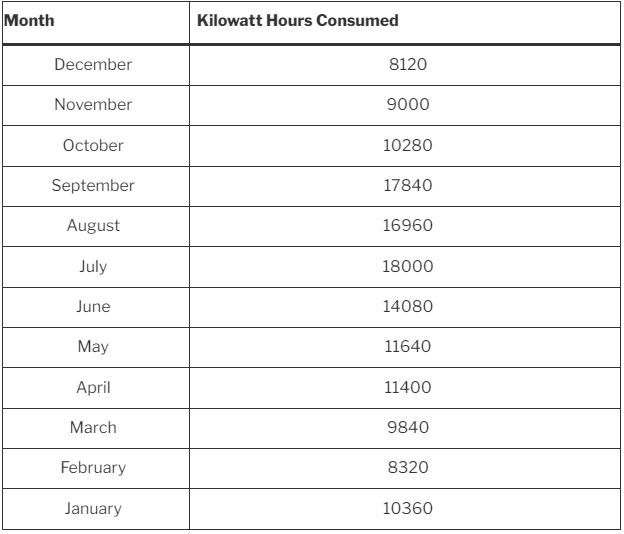 Month Kilowatt Hours Consumed
December 8120
November 9000
October 10280
September 17840
August 16960
July 18000
June 14080
May 11640
April 11400
March 9840
February 8320
January 10360